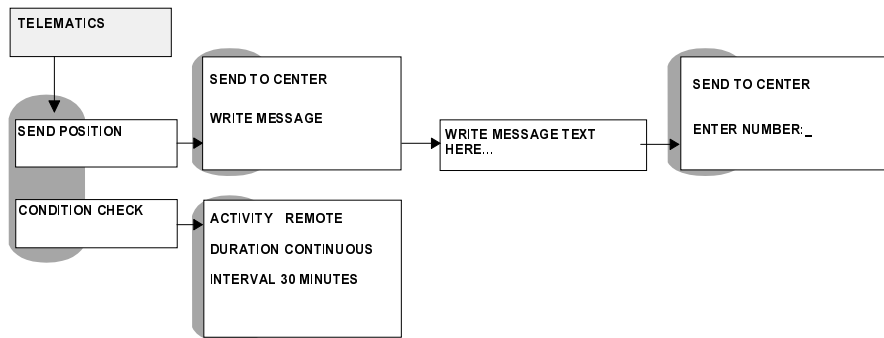 TELEMATICS
SEND POSITION
SEND TO CENTER
WRITE MESSAGE
WRITE MESSAGE TEXT
HERE...
SEND TO CENTER
ENTER NUMBER:_
CONDITION CHECK
ACTIVITY REMOTE
DURATION CONTINUOUS
INTERVAL 30 MINUTES